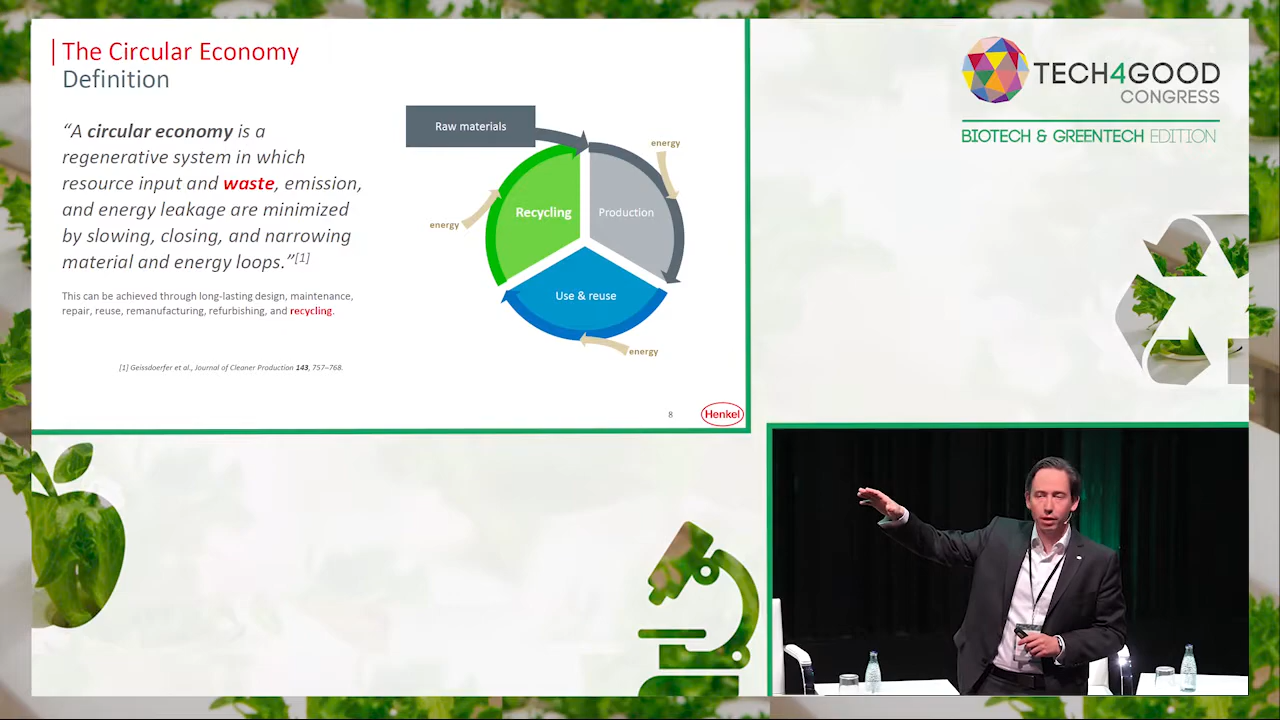 The Circular Economy
Definition
“A circular economy is a
regenerative system in which
resource input and waste, emission,
and energy leakage are minimized
by slowing, closing, and narrowing
material and energy loops.”[1]
This can be achieved through long-lasting design, maintenance,
repair, reuse, remanufacturing, refurbishing, and recycling.
[1] Geissdoerfer et al., Journal of Cleaner Production 143, 757–768.
Raw materials
energy
Recycling
Production
energy
Use & reuse
energy
8
Henkel
TECH4GOOD
CONGRESS
BIOTECH & GREENTECH EDITION